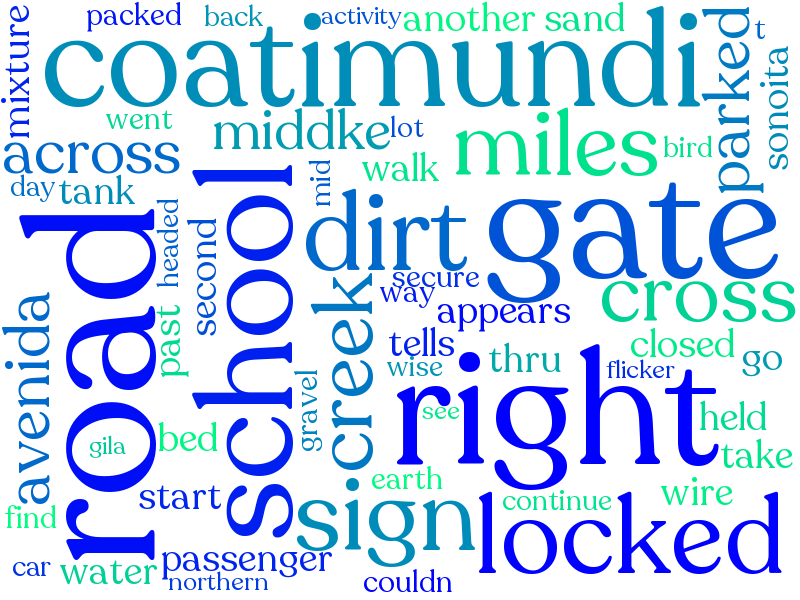 mixture
packed
back
activity
another sand
parked
t
sonoita
coatimundi
went
middke
lot
miles
bird
across
walk
day
tank
mid
road
headed
second
school
dirt
gate
secure
way
cross
appears
avenida
past
creek
tells
closed
wise
thru
go
flicker
gravel
right
see
held
gila
bed
take
earth
wire
start
sign
continue
locked
find
car
water
passenger
northern
couldn